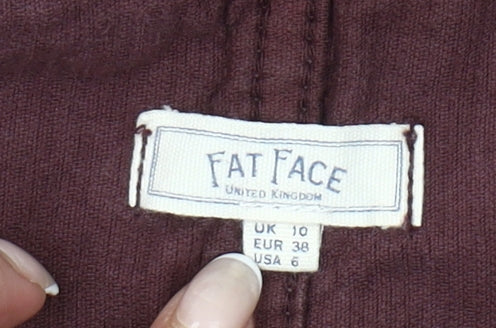 FAT FACE
UNITED KINGDOM
UK 10
EUR 38
USA 6